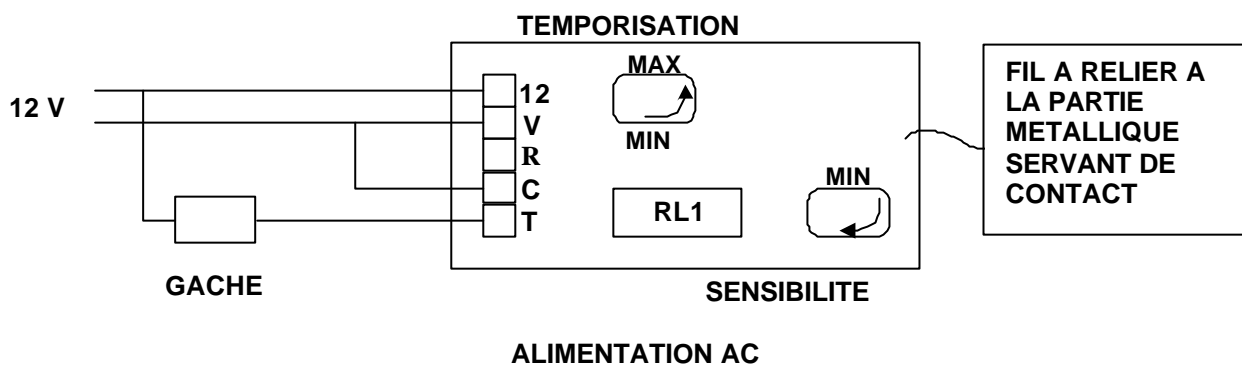 TEMPORISATION
12 V
12
V
R
C
T
MAX
MIN
RL1
MIN
FIL A RELIER A
LA PARTIE
METALLIQUE
SERVANT DE
CONTACT
GACHE
SENSIBILITE
ALIMENTATION AC